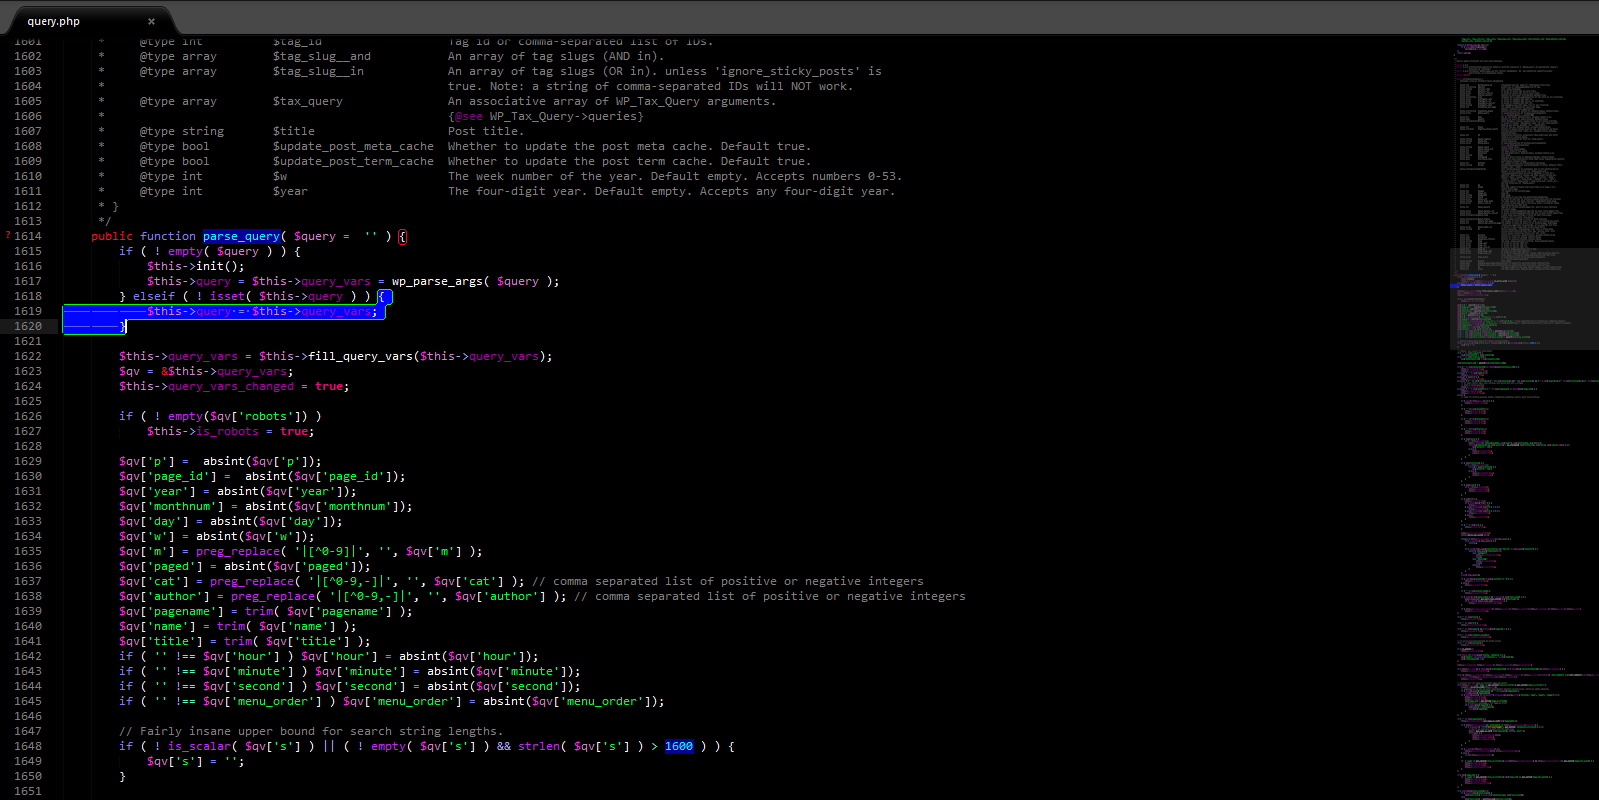 query.php ×
1601 * @type int $tag_id Tag id or comma-separated list of IDs.
1602 * @type array $tag_slug__and An array of tag slugs (AND in).
1603 * @type array $tag_slug__in An array of tag slugs (OR in). unless 'ignore_sticky_posts' is
1604 * true. Note: a string of comma-separated IDs will NOT work.
1605 * @type array $tax_query An associative array of WP_Tax_Query arguments.
1606 * {@see WP_Tax_Query->queries}
1607 * @type string $title Post title.
1608 * @type bool $update_post_meta_cache Whether to update the post meta cache. Default true.
1609 * @type bool $update_post_term_cache Whether to update the post term cache. Default true.
1610 * @type int $w The week number of the year. Default empty. Accepts numbers 0-53.
1611 * @type int $year The four-digit year. Default empty. Accepts any four-digit year.
1612 * }
1613 */
? 1614 public function parse_query( $query =  '' ) {
1615 if ( ! empty( $query ) ) {
1616 $this->init();
1617 $this->query = $this->query_vars = wp_parse_args( $query );
1618 } elseif ( ! isset( $this->query ) ) {
1619 $this->query = $this->query_vars;
1620 }
1621
1622 $this->query_vars = $this->fill_query_vars($this->query_vars);
1623 $qv = &$this->query_vars;
1624 $this->query_vars_changed = true;
1625
1626 if ( ! empty($qv['robots']) )
1627 $this->is_robots = true;
1628
1629 $qv['p'] =  absint($qv['p']);
1630 $qv['page_id'] =  absint($qv['page_id']);
1631 $qv['year'] = absint($qv['year']);
1632 $qv['monthnum'] = absint($qv['monthnum']);
1633 $qv['day'] = absint($qv['day']);
1634 $qv['w'] = absint($qv['w']);
1635 $qv['m'] = preg_replace( '|[^0-9]|', '', $qv['m'] );
1636 $qv['paged'] = absint($qv['paged']);
1637 $qv['cat'] = preg_replace( '|[^0-9,-]|', '', $qv['cat'] ); // comma separated list of positive or negative integers
1638 $qv['author'] = preg_replace( '|[^0-9,-]|', '', $qv['author'] ); // comma separated list of positive or negative integers
1639 $qv['pagename'] = trim( $qv['pagename'] );
1640 $qv['name'] = trim( $qv['name'] );
1641 $qv['title'] = trim( $qv['title'] );
1642 if ( '' !== $qv['hour'] ) $qv['hour'] = absint($qv['hour']);
1643 if ( '' !== $qv['minute'] ) $qv['minute'] = absint($qv['minute']);
1644 if ( '' !== $qv['second'] ) $qv['second'] = absint($qv['second']);
1645 if ( '' !== $qv['menu_order'] ) $qv['menu_order'] = absint($qv['menu_order']);
1646
1647 // Fairly insane upper bound for search string lengths.
1648 if ( ! is_scalar( $qv['s'] ) || ( ! empty( $qv['s'] ) && strlen( $qv['s'] ) > 1600 ) ) {
1649 $qv['s'] = '';
1650 }
1651